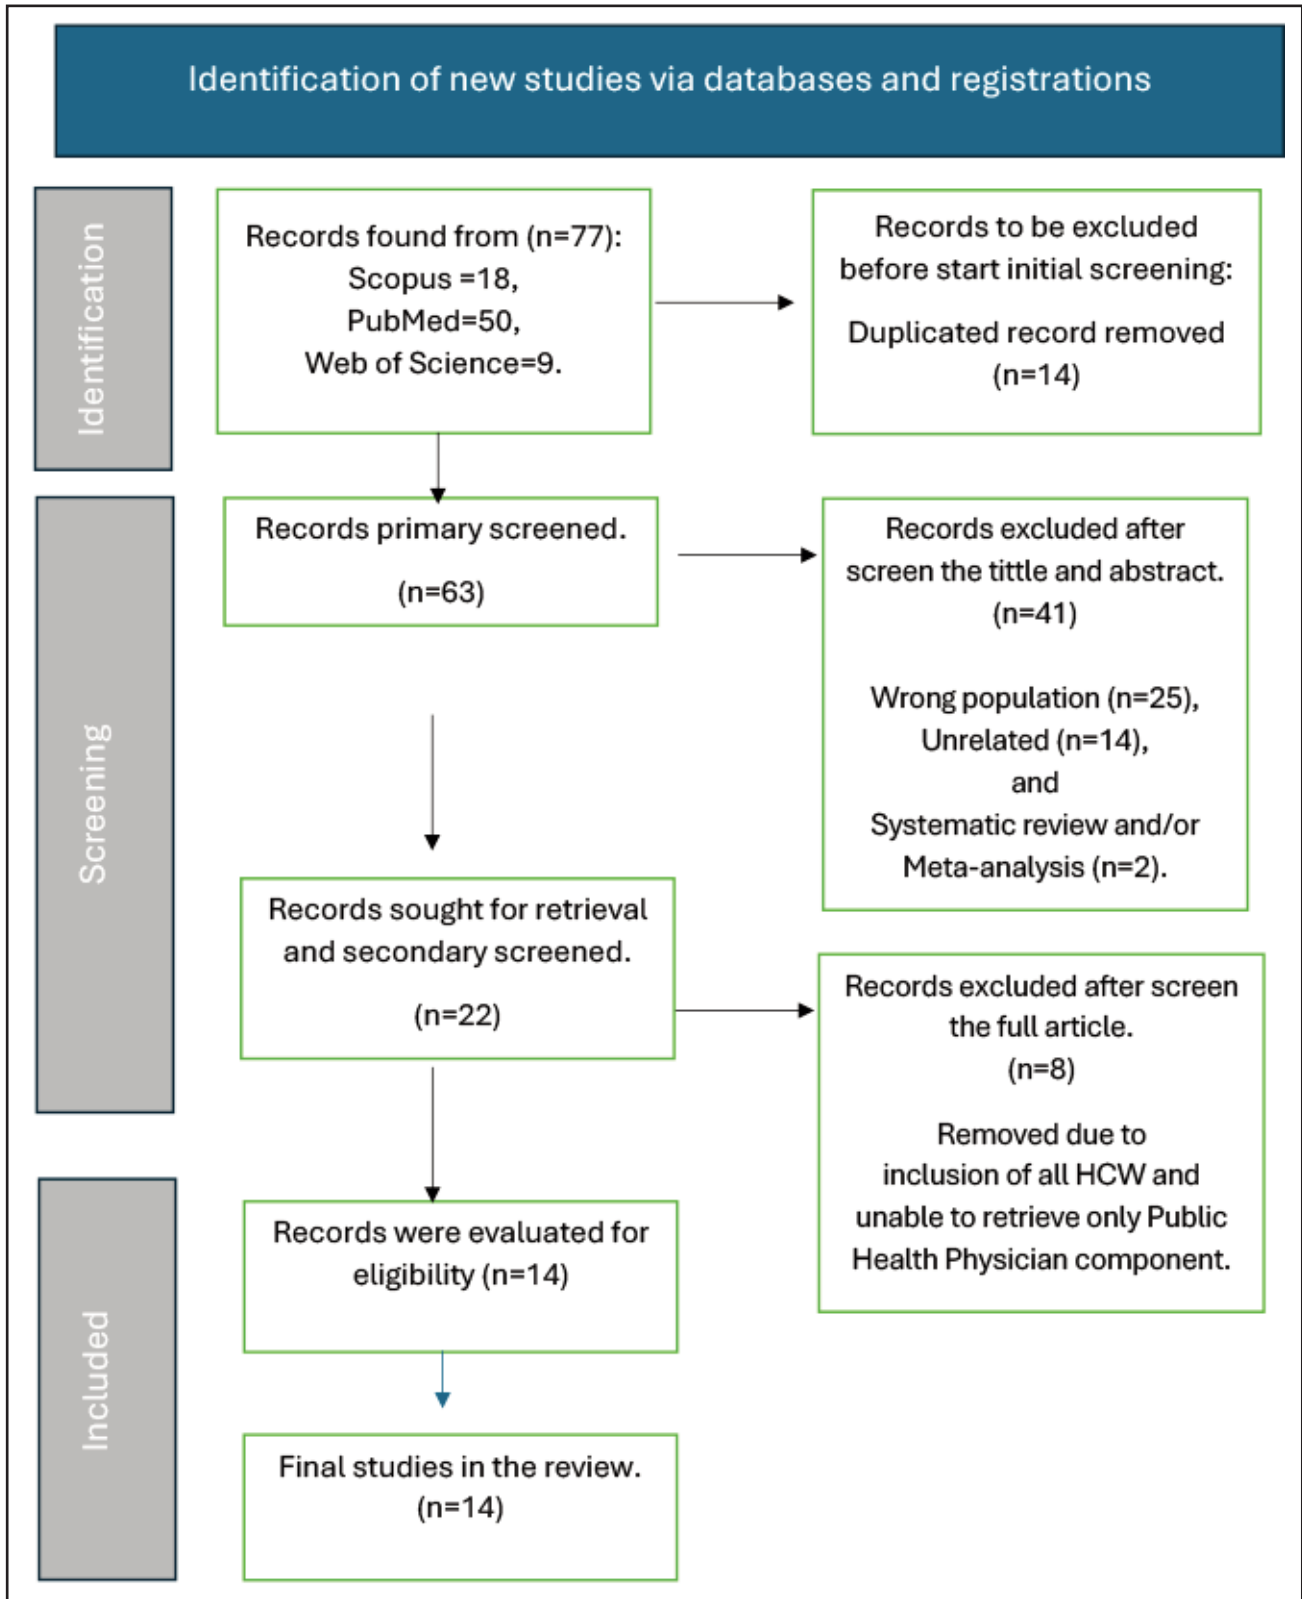 Identification of new studies via databases and registrations
Identification
Records found from (n=77):
Scopus =18,
PubMed=50,
Web of Science=9.
Records to be excluded
before start initial screening:
Duplicated record removed
(n=14)
Screening
Records primary screened.
(n=63)
Records excluded after
screen the tittle and abstract.
(n=41)
Wrong population (n=25),
Unrelated (n=14),
and
Systematic review and/or
Meta-analysis (n=2).
Records sought for retrieval
and secondary screened.
(n=22)
Records excluded after screen
the full article.
(n=8)
Removed due to
inclusion of all HCW and
unable to retrieve only Public
Health Physician component.
Included
Records were evaluated for
eligibility (n=14)
Final studies in the review.
(n=14)